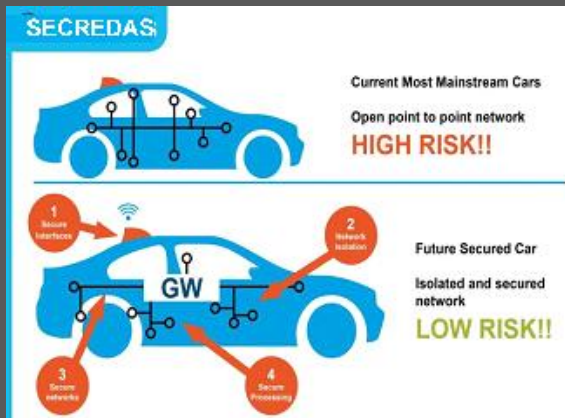 SECREDAS
Current Most Mainstream Cars
Open point to point network
HIGH RISK!!
1
Secure
Interfaces
2
Network
Isolation
GW
Future Secured Car
Isolated and secured
network
LOW RISK!!
3
Secure
networks
4
Secure
Processing